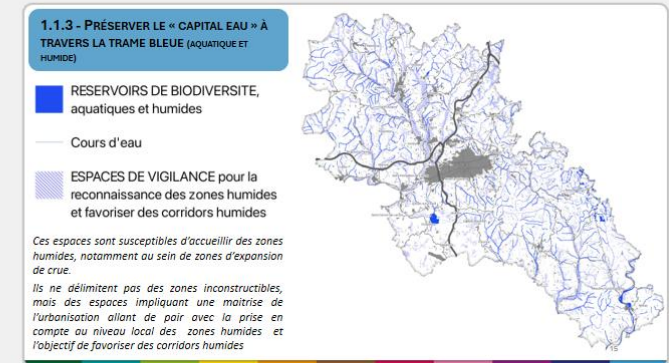 1.1.3 - PRÉSERVER LE « CAPITAL EAU » À
TRAVERS LA TRAME BLEUE (AQUATIQUE ET
HUMIDE)
RESERVOIRS DE BIODIVERSITE,
aquatiques et humides
Cours d'eau
ESPACES DE VIGILANCE pour la
reconnaissance des zones humides
et favoriser des corridors humides
Ces espaces sont susceptibles d'accueillir des zones
humides, notamment au sein de zones d'expansion
de crue.
Ils ne délimitent pas des zones inconstructibles,
mais des espaces impliquant une maitrise de
l'urbanisation allant de pair avec la prise en
compte au niveau local des zones humides et
l'objectif de favoriser des corridors humides